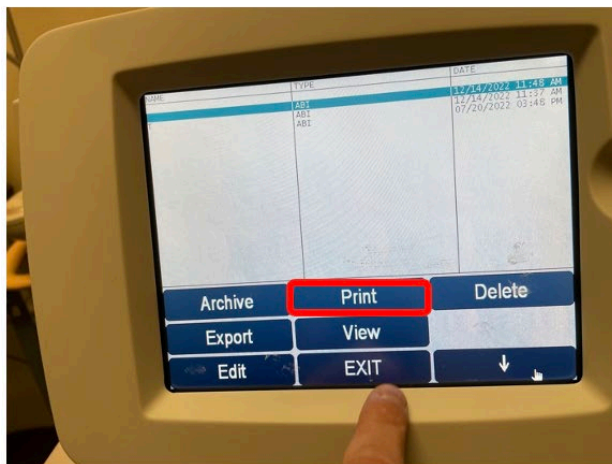 NAME TYPE DATE
ABI 12/14/2022 11:48 AM
ABI 12/14/2022 11:37 AM
ABI 07/20/2022 03:48 PM
Archive Print Delete
Export View
Edit EXIT ↓